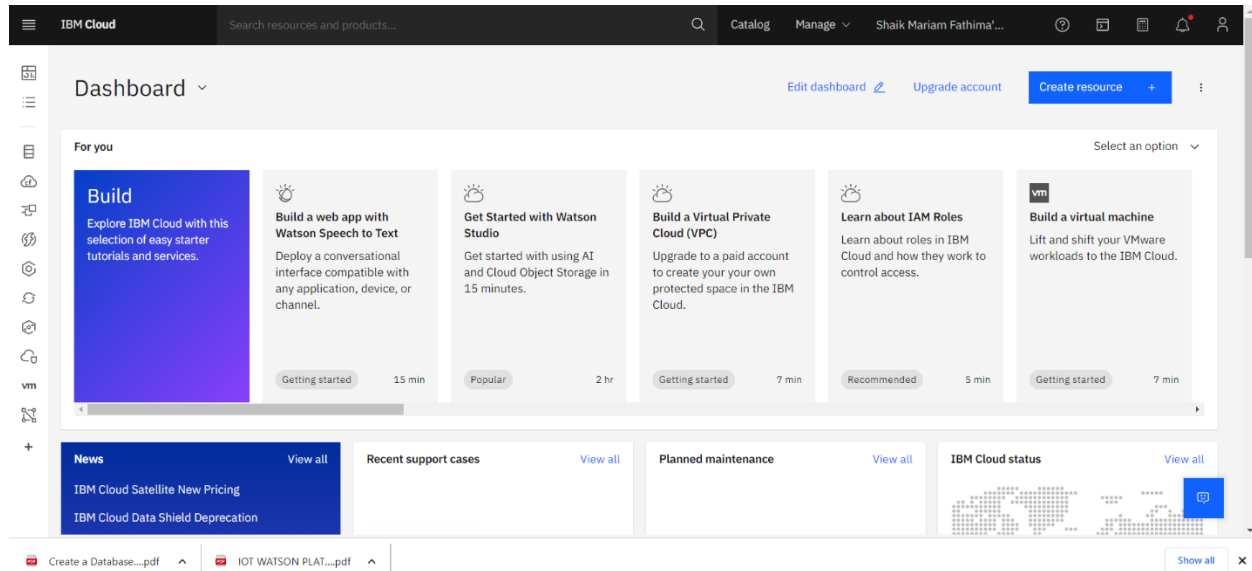 IBM Cloud
Search resources and products...
Catalog
Manage
Shaik Mariam Fathima'...
Dashboard
Edit dashboard
Upgrade account
Create resource +
For you
Select an option
Build
Explore IBM Cloud with this
selection of easy starter
tutorials and services.
Build a web app with
Watson Speech to Text
Deploy a conversational
interface compatible with
any application, device, or
channel.
Getting started
15 min
Get Started with Watson
Studio
Get started with using AI
and Cloud Object Storage in
15 minutes.
Popular
2 hr
Build a Virtual Private
Cloud (VPC)
Upgrade to a paid account
to create your your own
protected space in the IBM
Cloud.
Getting started
7 min
Learn about IAM Roles
Learn about roles in IBM
Cloud and how they work to
control access.
Recommended
5 min
vm
Build a virtual machine
Lift and shift your VMware
workloads to the IBM Cloud.
Getting started
7 min
vm
News
View all
IBM Cloud Satellite New Pricing
IBM Cloud Data Shield Deprecation
Recent support cases
View all
Planned maintenance
View all
IBM Cloud status
View all
Create a Database....pdf
IOT WATSON PLAT....pdf
Show all